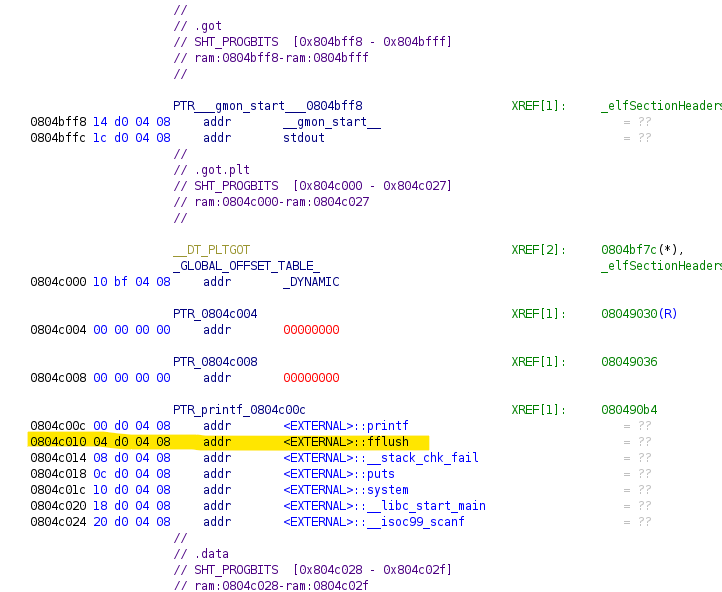 //
// .got
// SHT_PROGBITS  [0x804bff8 - 0x804bfff]
// ram:0804bff8-ram:0804bfff
//
PTR___gmon_start___0804bff8 XREF[1]: _elfSectionHeaders
0804bff8 14 d0 04 08 addr __gmon_start__ = ??
0804bffc 1c d0 04 08 addr stdout = ??
//
// .got.plt
// SHT_PROGBITS  [0x804c000 - 0x804c027]
// ram:0804c000-ram:0804c027
//
__DT_PLTGOT XREF[2]: 0804bf7c(*),
_GLOBAL_OFFSET_TABLE_ _elfSectionHeaders
0804c000 10 bf 04 08 addr _DYNAMIC
PTR_0804c004 XREF[1]: 08049030(R)
0804c004 00 00 00 00 addr 00000000
PTR_0804c008 XREF[1]: 08049036
0804c008 00 00 00 00 addr 00000000
PTR_printf_0804c00c XREF[1]: 080490b4
0804c00c 00 d0 04 08 addr <EXTERNAL>::printf = ??
0804c010 04 d0 04 08 addr <EXTERNAL>::fflush = ??
0804c014 08 d0 04 08 addr <EXTERNAL>::__stack_chk_fail = ??
0804c018 0c d0 04 08 addr <EXTERNAL>::puts = ??
0804c01c 10 d0 04 08 addr <EXTERNAL>::system = ??
0804c020 18 d0 04 08 addr <EXTERNAL>::__libc_start_main = ??
0804c024 20 d0 04 08 addr <EXTERNAL>::__isoc99_scanf = ??
//
// .data
// SHT_PROGBITS  [0x804c028 - 0x804c02f]
// ram:0804c028-ram:0804c02f